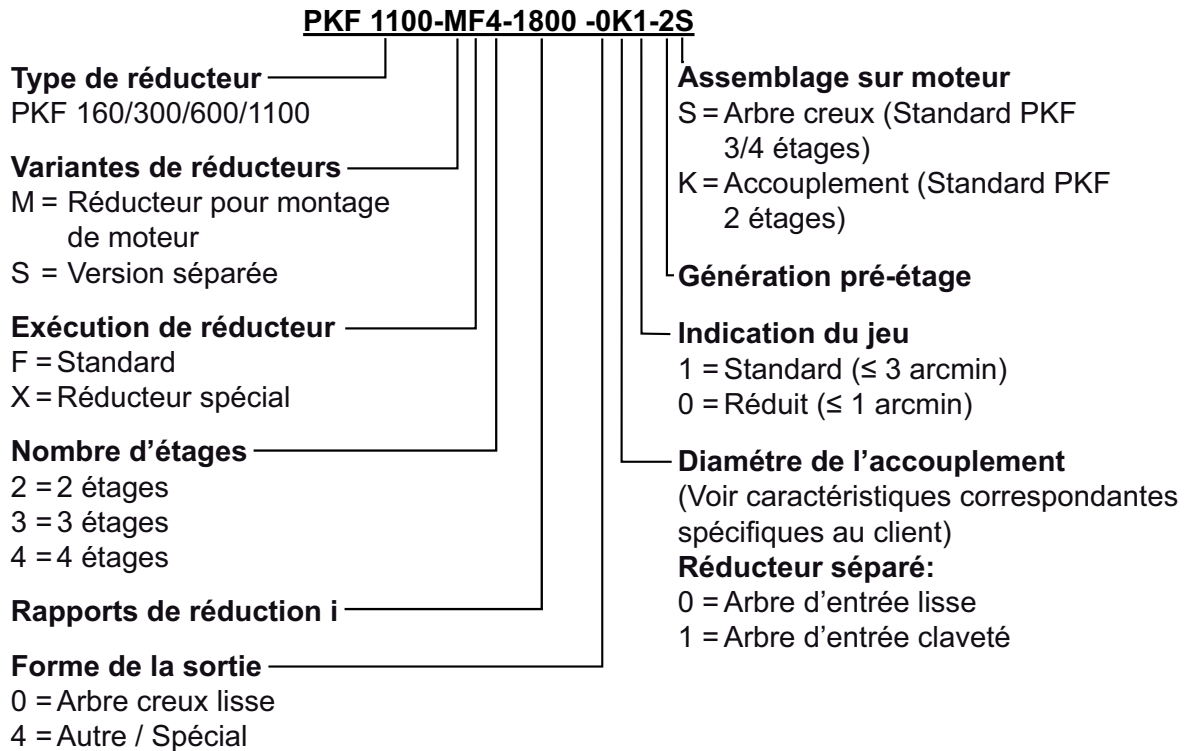 PKF 1100-MF4-1800 -0K1-2S
Type de réducteur
PKF 160/300/600/1100
Variantes de réducteurs
M = Réducteur pour montage
de moteur
S = Version séparée
Exécution de réducteur
F = Standard
X = Réducteur spécial
Nombre d’étages
2 = 2 étages
3 = 3 étages
4 = 4 étages
Rapports de réduction i
Forme de la sortie
0 = Arbre creux lisse
4 = Autre / Spécial
Assemblage sur moteur
S = Arbre creux (Standard PKF
3/4 étages)
K = Accouplement (Standard PKF
2 étages)
Génération pré-étage
Indication du jeu
1 = Standard (≤ 3 arcmin)
0 = Réduit (≤ 1 arcmin)
Diamétre de l’accouplement
(Voir caractéristiques correspondantes
spécifiques au client)
Réducteur séparé:
0 = Arbre d’entrée lisse
1 = Arbre d’entrée claveté